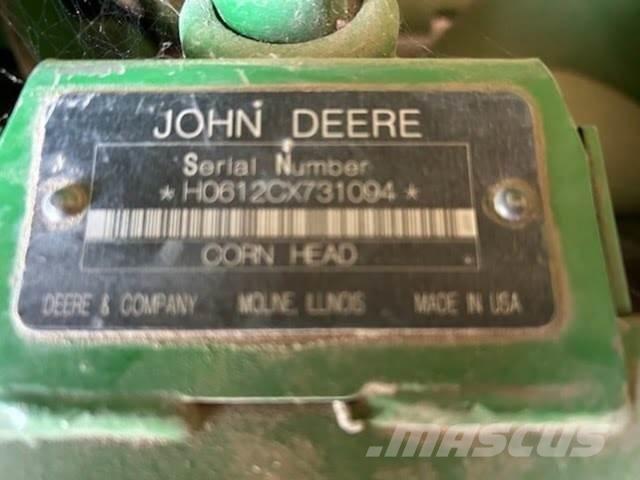 JOHN DEERE
Serial Number
*H0612CX731094*
CORN HEAD
DEERE & COMPANY MOLINE, ILLINOIS MADE IN USA
.MASCUS